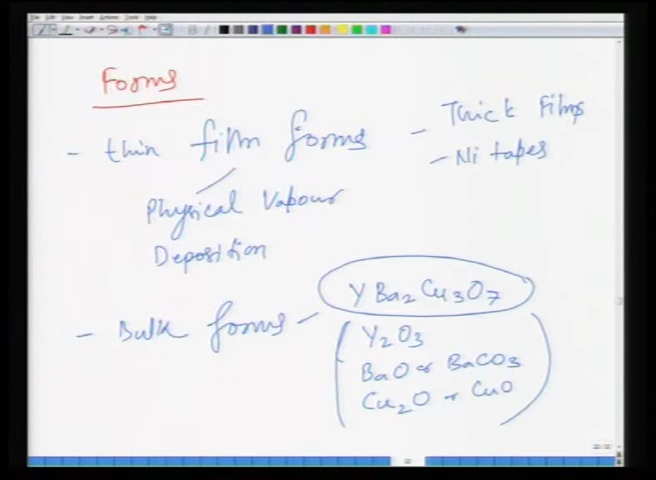 Forms
- thin film forms
- Thick Films
- Ni tapes
Physical Vapour
Deposition
- Bulk forms -
YBa2Cu3O7
Y2O3
BaO or BaCO3
Cu2O or CuO